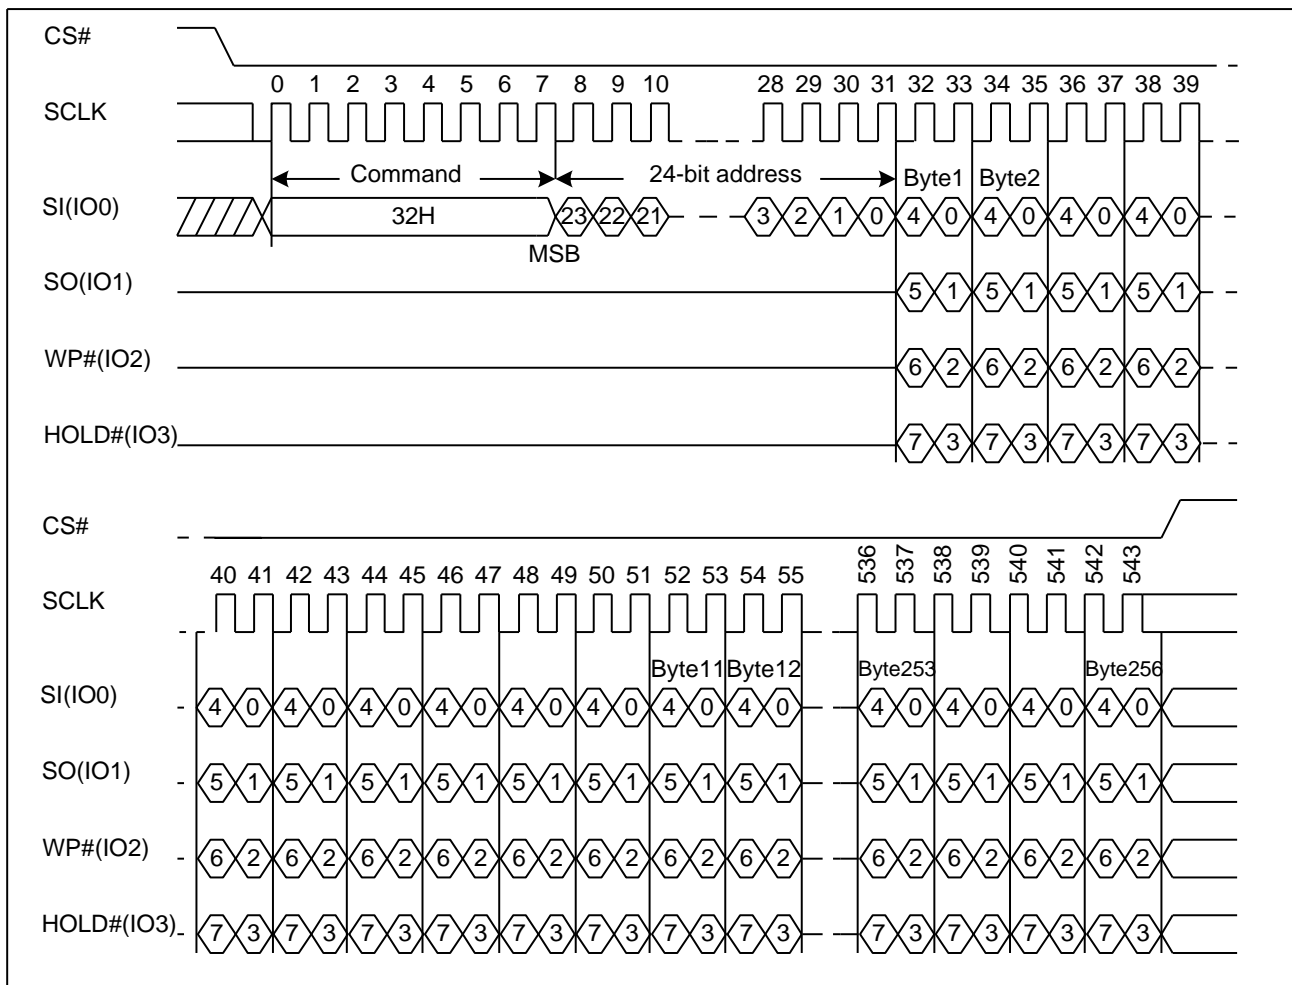 CS#
0 1 2 3 4 5 6 7 8 9 10 28 29 30 31 32 33 34 35 36 37 38 39
SCLK
Command 24-bit address Byte1 Byte2
SI(IO0) 32H 23 22 21 3 2 1 0 4 0 4 0 4 0 4 0
MSB
SO(IO1) 5 1 5 1 5 1 5 1
WP#(IO2) 6 2 6 2 6 2 6 2
HOLD#(IO3) 7 3 7 3 7 3 7 3
CS#
40 41 42 43 44 45 46 47 48 49 50 51 52 53 54 55 536 537 538 539 540 541 542 543
SCLK
Byte11 Byte12 Byte253 Byte256
SI(IO0) 4 0 4 0 4 0 4 0 4 0 4 0 4 0 4 0 4 0 4 0 4 0 4 0
SO(IO1) 5 1 5 1 5 1 5 1 5 1 5 1 5 1 5 1 5 1 5 1 5 1 5 1
WP#(IO2) 6 2 6 2 6 2 6 2 6 2 6 2 6 2 6 2 6 2 6 2 6 2 6 2
HOLD#(IO3) 7 3 7 3 7 3 7 3 7 3 7 3 7 3 7 3 7 3 7 3 7 3 7 3